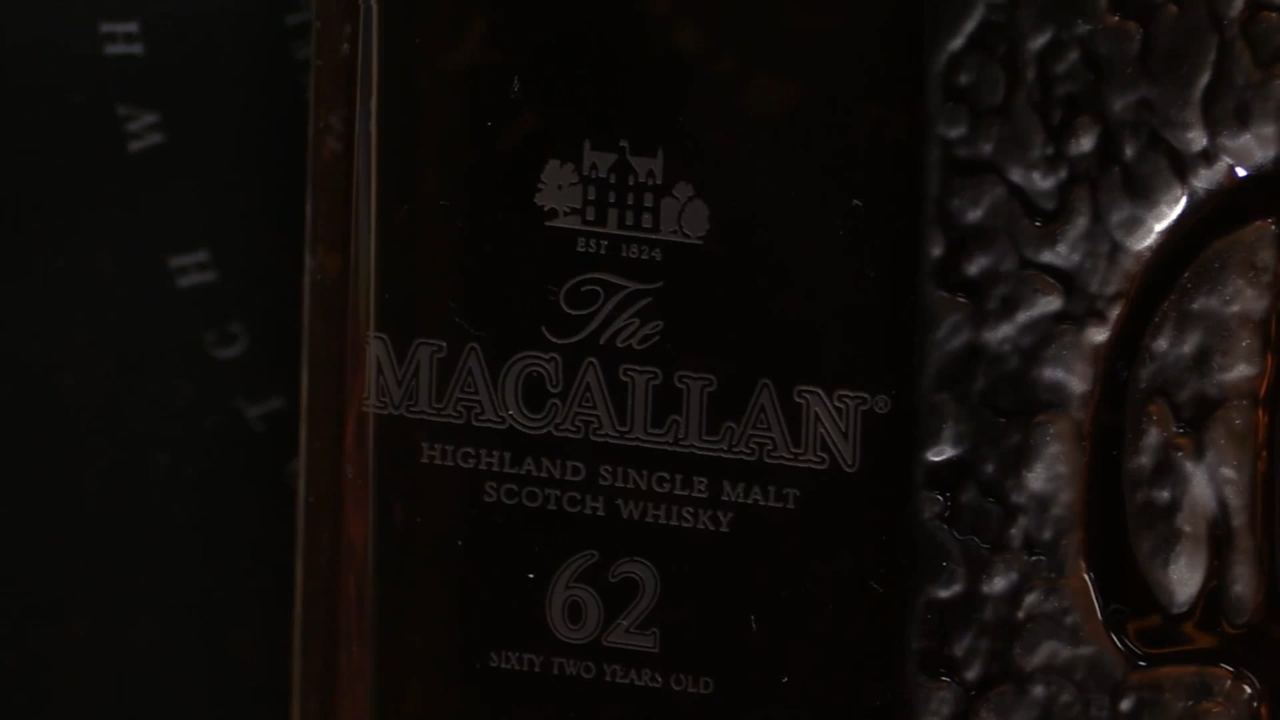 EST 1824
The
MACALLAN®
HIGHLAND SINGLE MALT
SCOTCH WHISKY
62
SIXTY TWO YEARS OLD